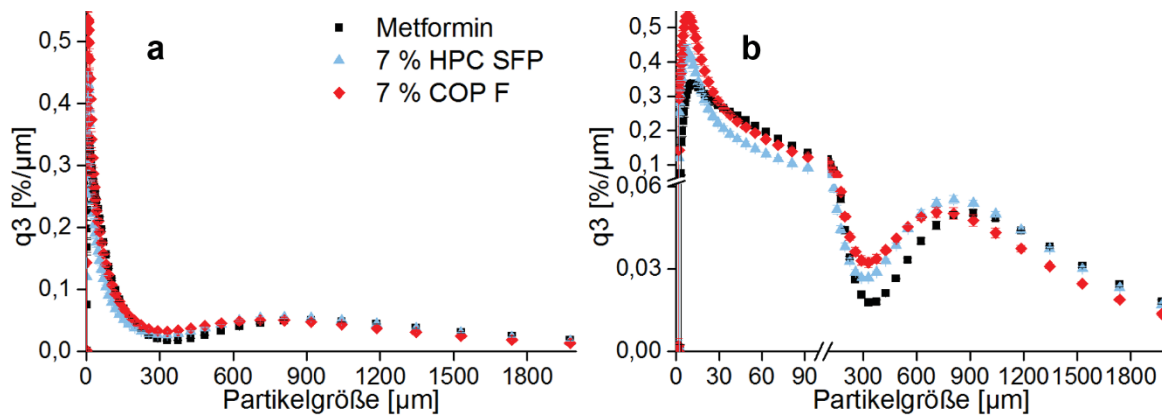 a
Metformin
7 % HPC SFP
7 % COP F
q3 [%/µm]
0,5
0,4
0,3
0,2
0,1
0,0
0 300 600 900 1200 1500 1800
Partikelgröße [µm]
b
q3 [%/µm]
0,5
0,4
0,3
0,2
0,1
0,06
0,03
0,00
0 30 60 90 300 600 900 1200 1500 1800
Partikelgröße [µm]